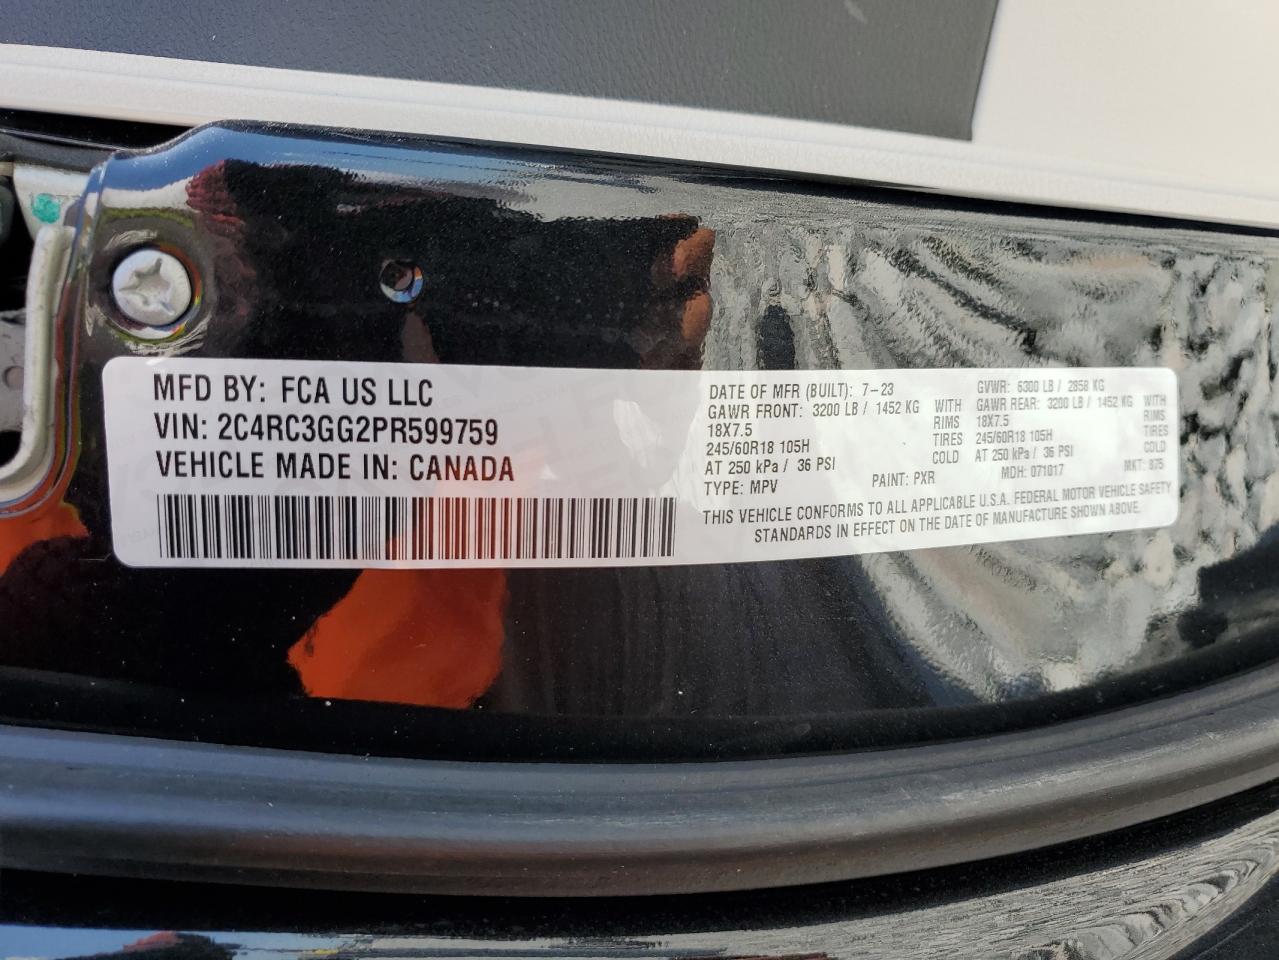 MFD BY: FCA US LLC
VIN: 2C4RC3GG2PR599759
VEHICLE MADE IN: CANADA
DATE OF MFR (BUILT): 7-23
GAWR FRONT: 3200 LB / 1452 KG WITH
18X7.5 RIMS
245/60R18 105H TIRES
AT 250 kPa / 36 PSI COLD
TYPE: MPV PAINT: PXR
GVWR: 6300 LB / 2858 KG
GAWR REAR: 3200 LB / 1452 KG WITH
18X7.5 RIMS
245/60R18 105H TIRES
AT 250 kPa / 36 PSI COLD
MDH: 071017 MKT: 875
THIS VEHICLE CONFORMS TO ALL APPLICABLE U.S.A. FEDERAL MOTOR VEHICLE SAFETY
STANDARDS IN EFFECT ON THE DATE OF MANUFACTURE SHOWN ABOVE.